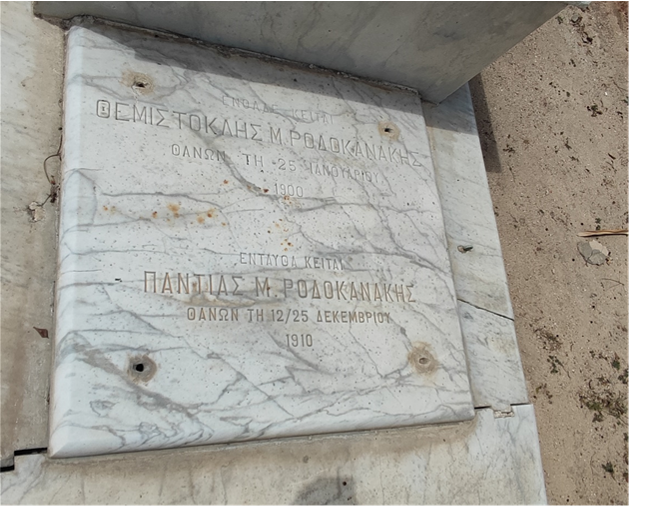 ΕΝΘΑΔΕ ΚΕΙΤΑΙ
ΘΕΜΙΣΤΟΚΛΗΣ Μ. ΡΟΔΟΚΑΝΑΚΗΣ
ΘΑΝΩΝ ΤΗ 25 ΙΑΝΟΥΑΡΙΟΥ
1900
ΕΝΤΑΥΘΑ ΚΕΙΤΑΙ
ΠΑΝΤΙΑΣ Μ. ΡΟΔΟΚΑΝΑΚΗΣ
ΘΑΝΩΝ ΤΗ 12/25 ΔΕΚΕΜΒΡΙΟΥ
1910